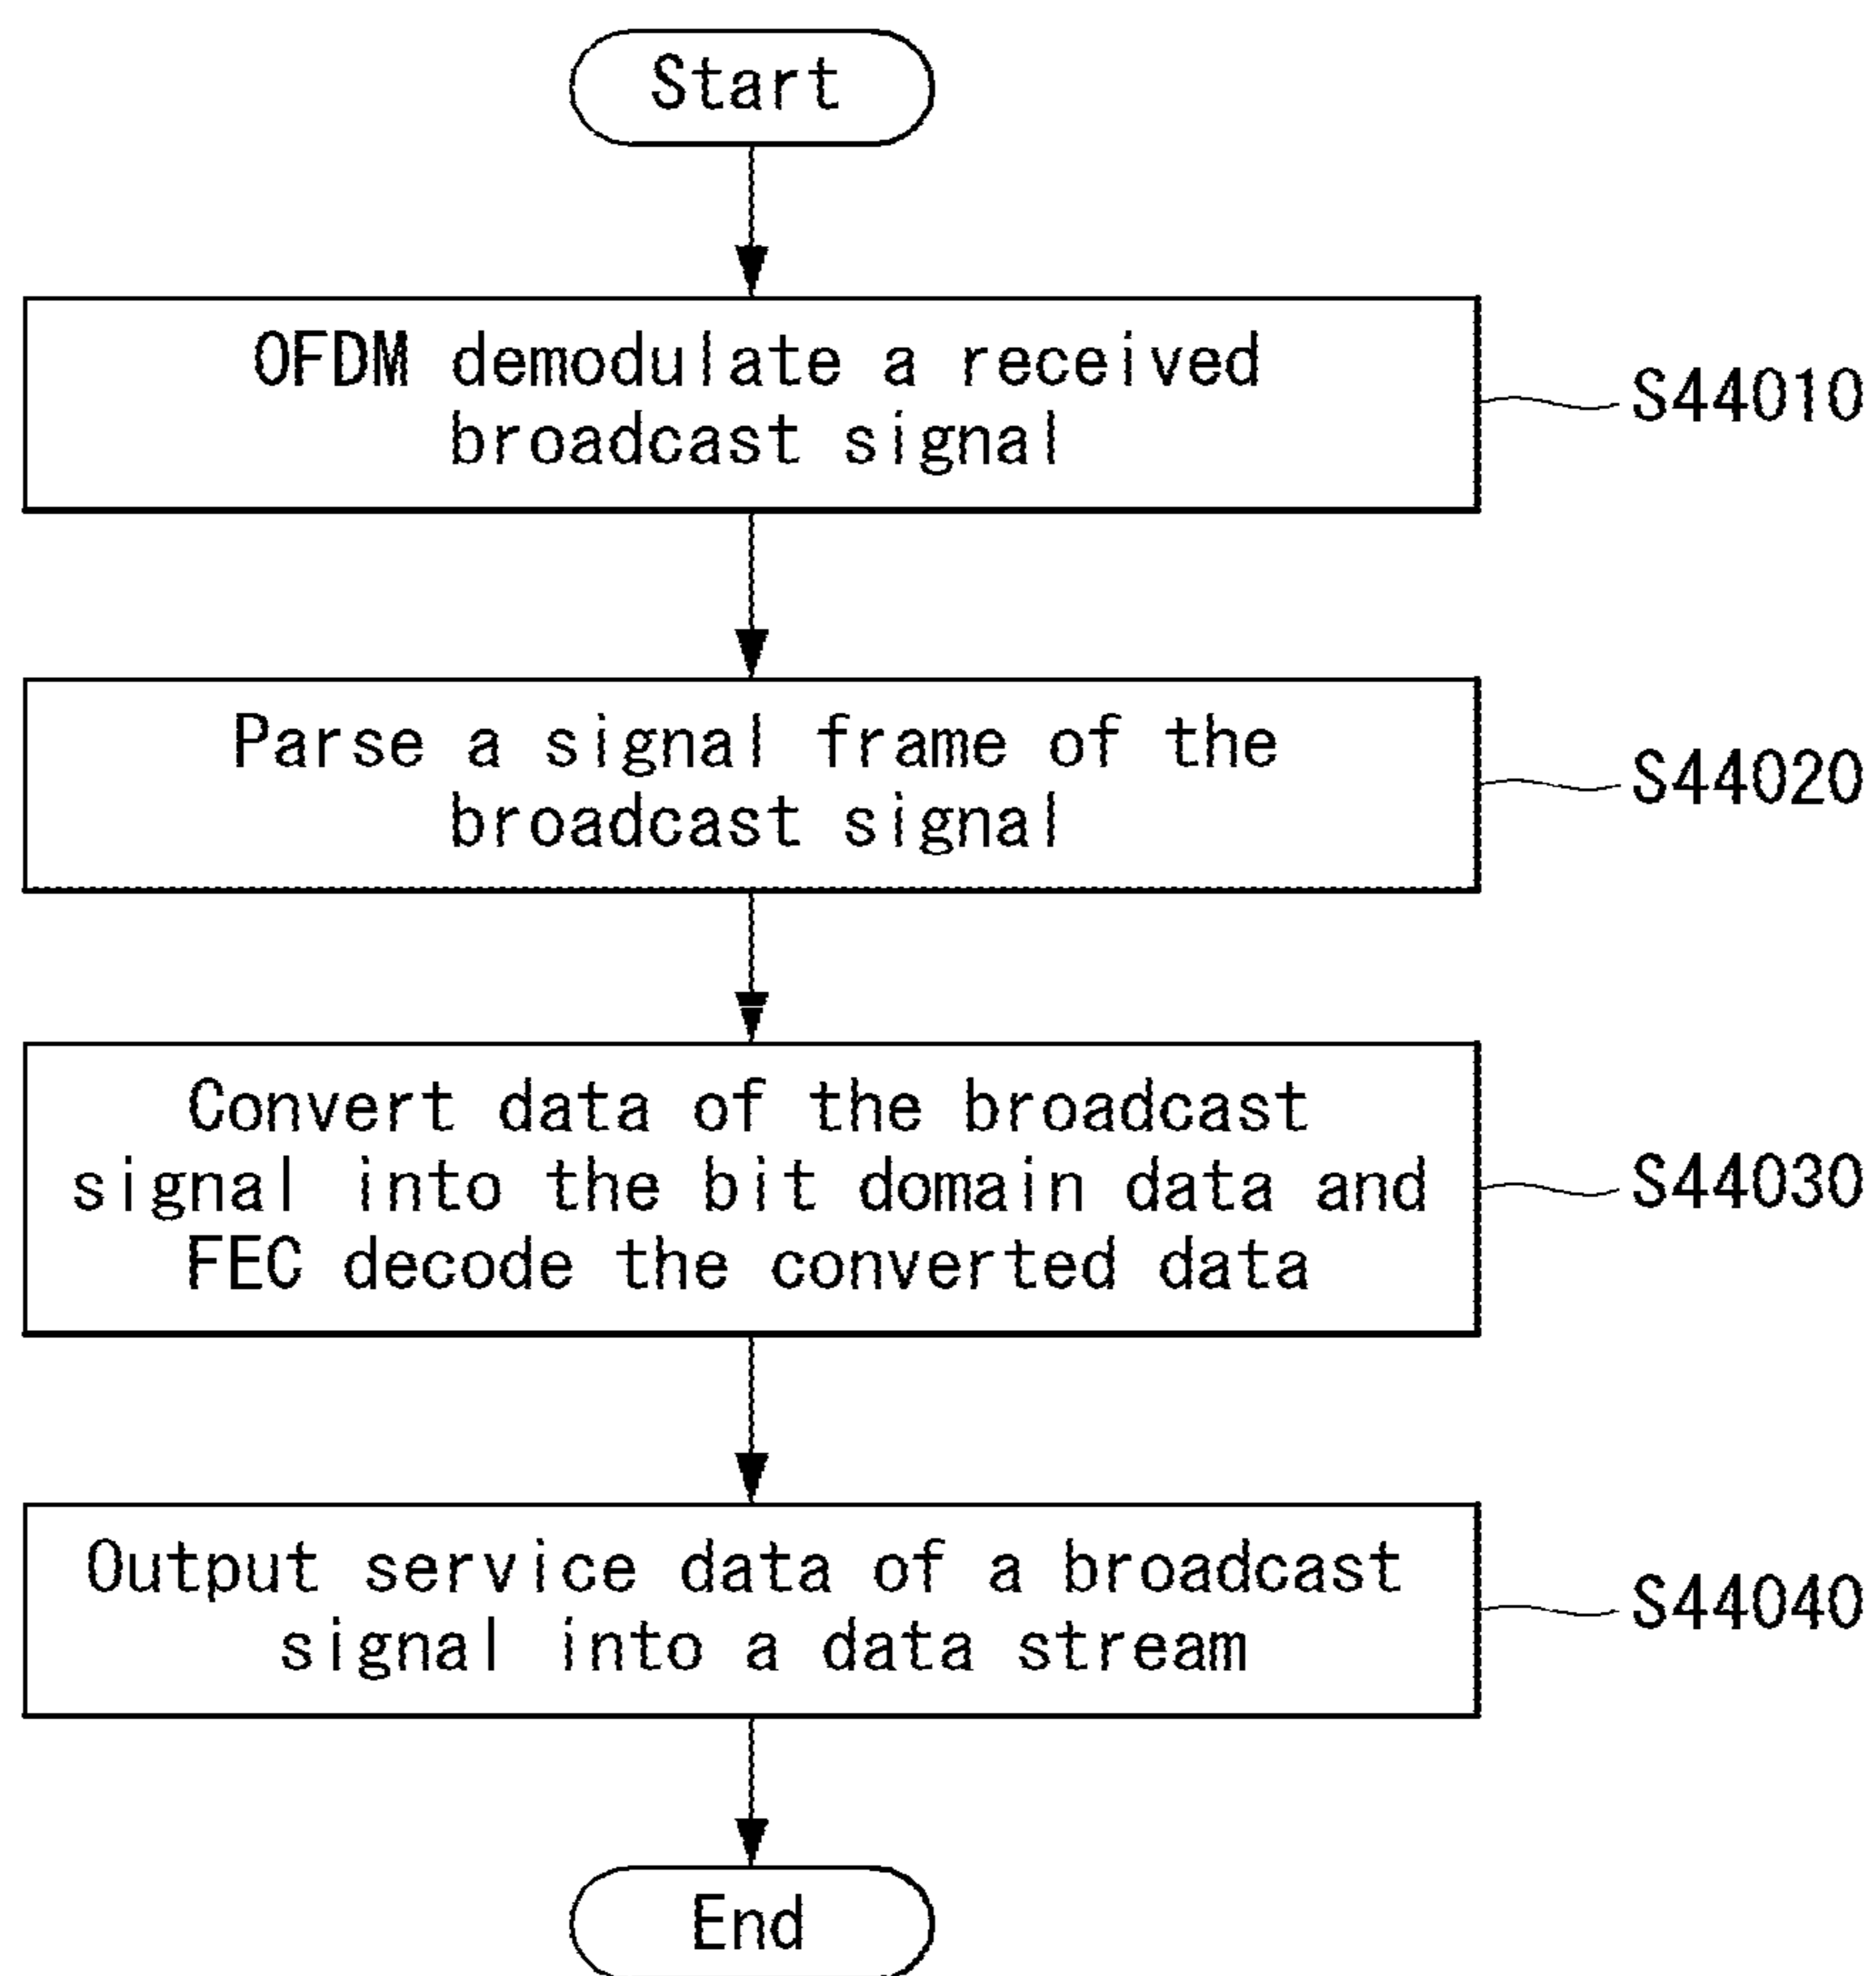 Start
OFDM demodulate a received
broadcast signal
S44010
Parse a signal frame of the
broadcast signal
S44020
Convert data of the broadcast
signal into the bit domain data and
FEC decode the converted data
S44030
Output service data of a broadcast
signal into a data stream
S44040
End